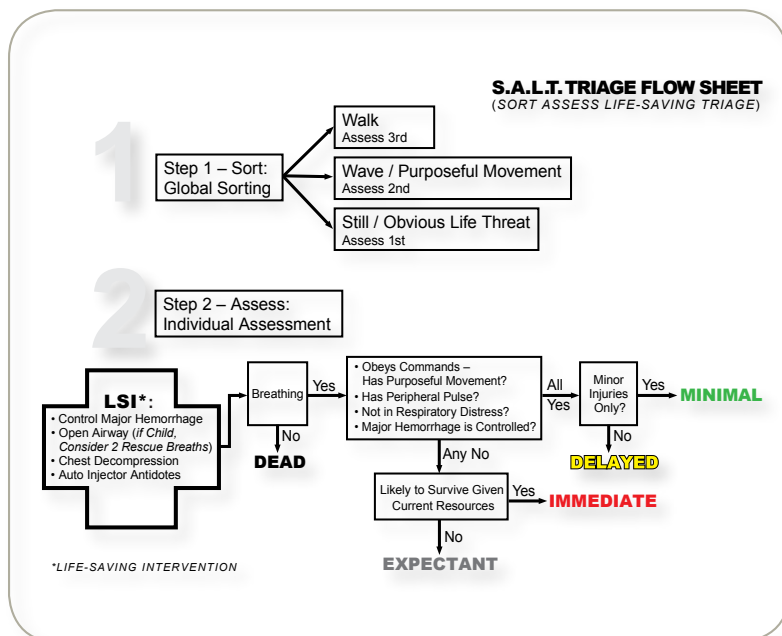 S.A.L.T. TRIAGE FLOW SHEET
(SORT ASSESS LIFE-SAVING TRIAGE)
1
Step 1 – Sort:
Global Sorting
Walk
Assess 3rd
Wave / Purposeful Movement
Assess 2nd
Still / Obvious Life Threat
Assess 1st
2
Step 2 – Assess:
Individual Assessment
LSI*:
• Control Major Hemorrhage
• Open Airway (if Child,
Consider 2 Rescue Breaths)
• Chest Decompression
• Auto Injector Antidotes
Breathing
Yes
No
DEAD
• Obeys Commands –
Has Purposeful Movement?
• Has Peripheral Pulse?
• Not in Respiratory Distress?
• Major Hemorrhage is Controlled?
All
Yes
Minor
Injuries
Only?
Yes
MINIMAL
No
DELAYED
Any No
Likely to Survive Given
Current Resources
Yes
IMMEDIATE
No
EXPECTANT
*LIFE-SAVING INTERVENTION